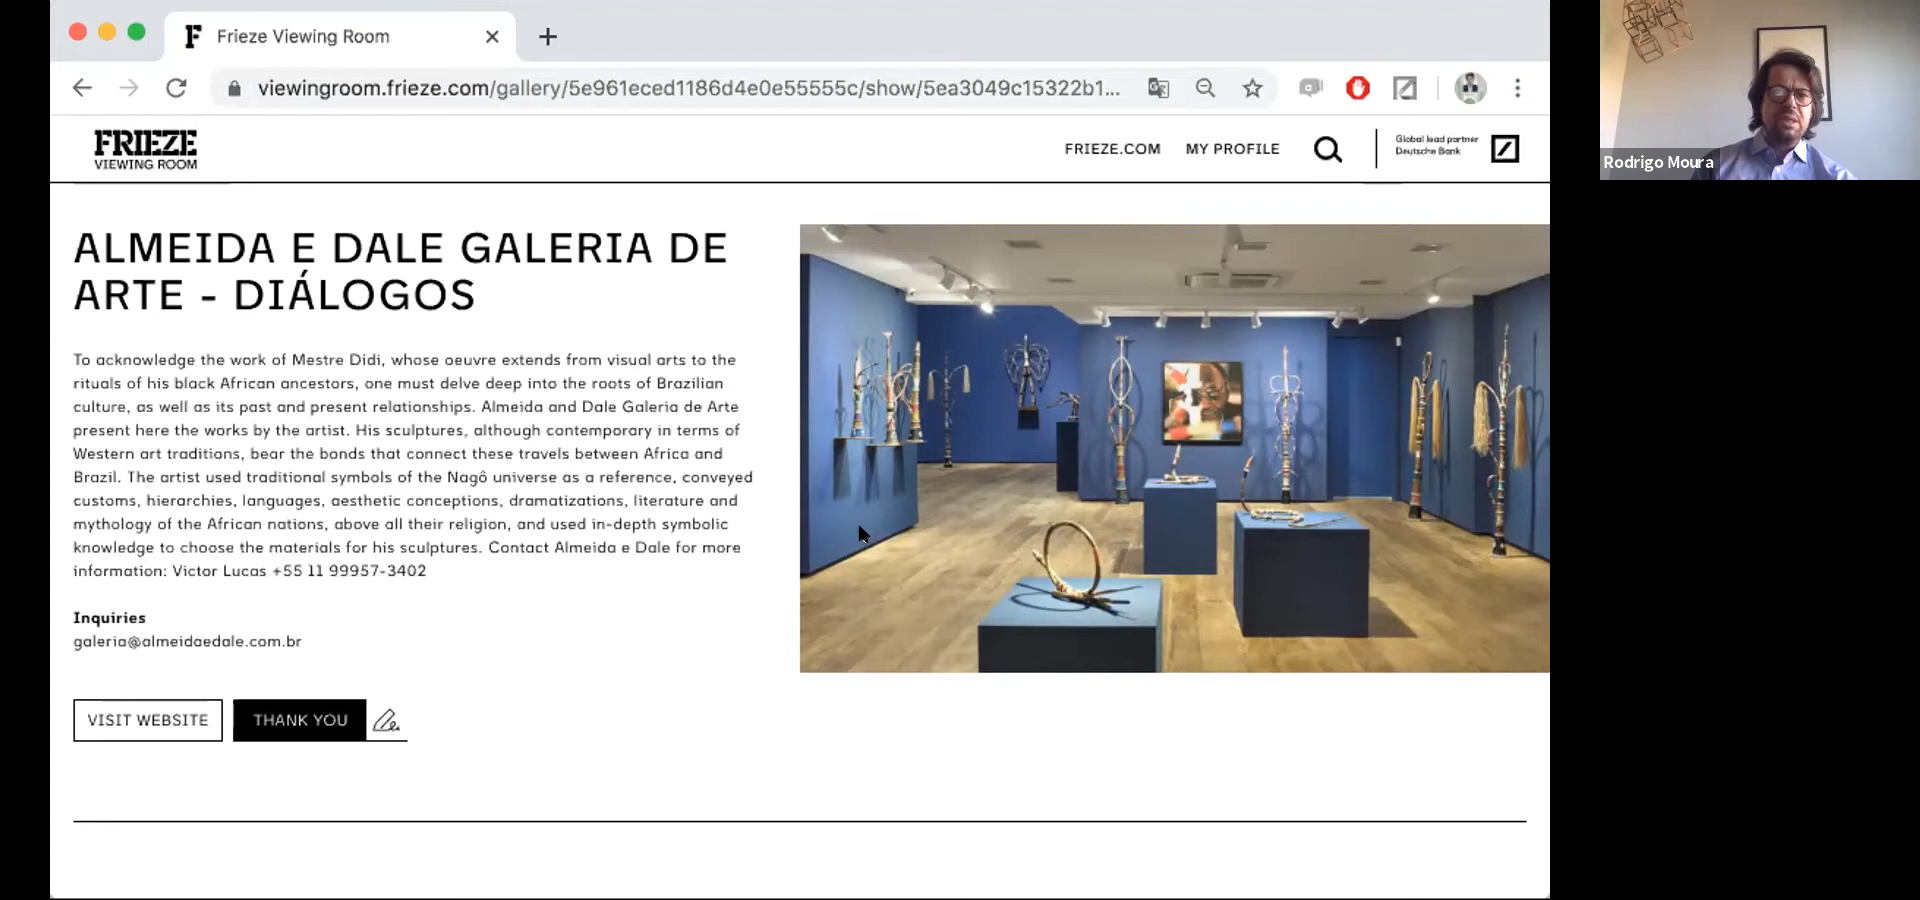 Frieze Viewing Room
viewingroom.frieze.com/gallery/5e961eced1186d4e0e55555c/show/5ea3049c15322b1...
FRIEZE
VIEWING ROOM
FRIEZE.COM
MY PROFILE
Global lead partner
Deutsche Bank
Rodrigo Moura
ALMEIDA E DALE GALERIA DE
ARTE - DIÁLOGOS
To acknowledge the work of Mestre Didi, whose oeuvre extends from visual arts to the
rituals of his black African ancestors, one must delve deep into the roots of Brazilian
culture, as well as its past and present relationships. Almeida and Dale Galeria de Arte
present here the works by the artist. His sculptures, although contemporary in terms of
Western art traditions, bear the bonds that connect these travels between Africa and
Brazil. The artist used traditional symbols of the Nagô universe as a reference, conveyed
customs, hierarchies, languages, aesthetic conceptions, dramatizations, literature and
mythology of the African nations, above all their religion, and used in-depth symbolic
knowledge to choose the materials for his sculptures. Contact Almeida e Dale for more
information: Victor Lucas +55 11 99957-3402
Inquiries
galeria@almeidaedale.com.br
VISIT WEBSITE
THANK YOU